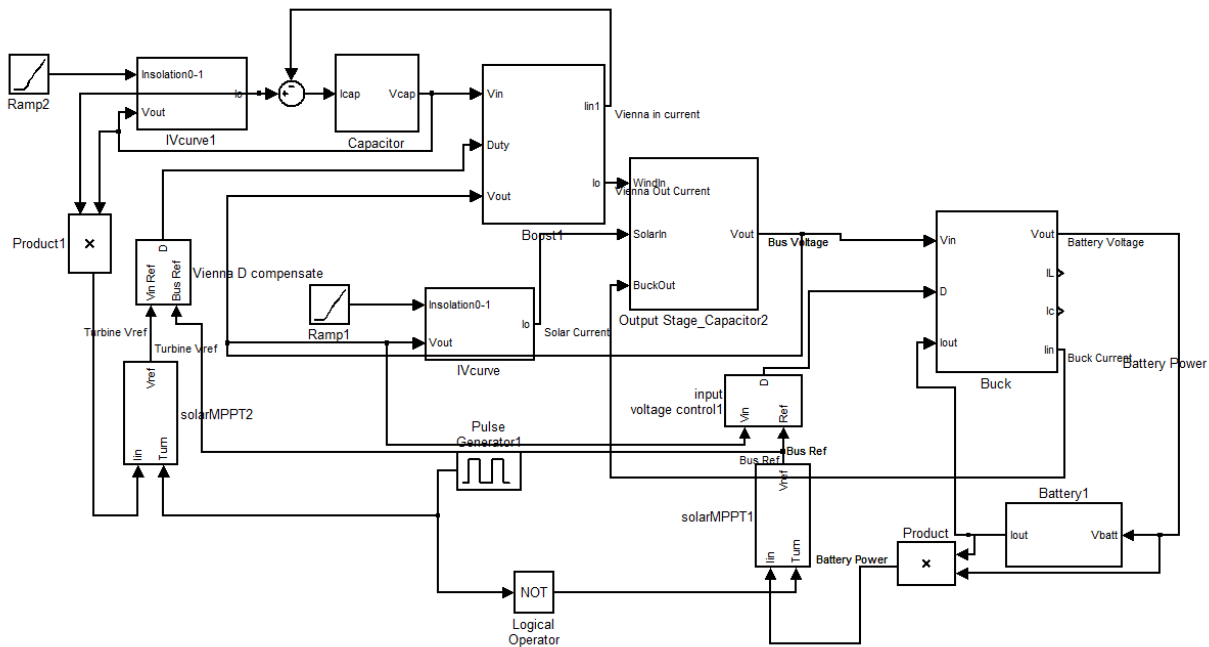 Ramp2
Insolation0-1
Io
Vout
IVcurve1
Icap
Vcap
Capacitor
Vin
Iin1
Duty
Io
Vout
Boost1
Vienna in current
Vienna Out Current
WindIn
SolarIn
Vout
BuckOut
Output Stage_Capacitor2
Bus Voltage
Vin
Vout
IL
D
Ic
Iout
Iin
Buck
Battery Voltage
Buck Current
Battery Power
Product1
×
D
Vin Ref
Bus Ref
Vienna D compensate
Turbine Vref
Turbine Vref
Ramp1
Insolation0-1
Io
Vout
IVcurve
Solar Current
Vref
Iin
Turn
solarMPPT2
Pulse
Generator1
D
Vin
Ref
input
voltage control1
Bus Ref
Bus Ref
Vref
Iin
Turn
solarMPPT1
Battery1
Iout
Vbatt
Product
×
Battery Power
NOT
Logical
Operator